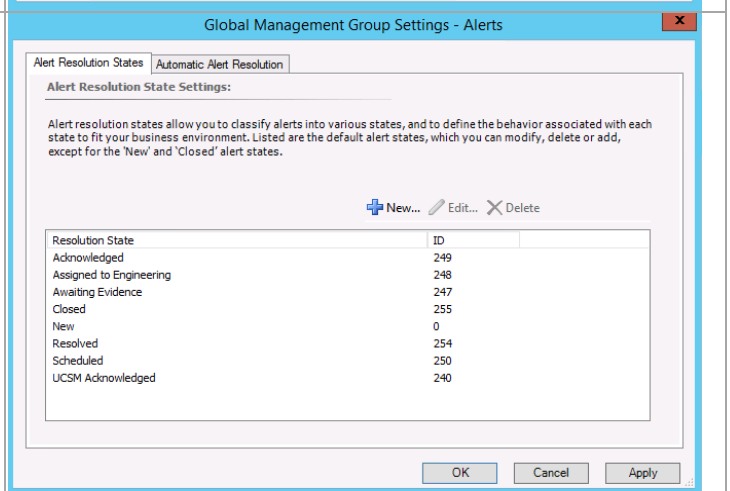 Global Management Group Settings - Alerts
x
Alert Resolution States Automatic Alert Resolution
Alert Resolution State Settings:
Alert resolution states allow you to classify alerts into various states, and to define the behavior associated with each
state to fit your business environment. Listed are the default alert states, which you can modify, delete or add,
except for the 'New' and 'Closed' alert states.
New... Edit... Delete
Resolution State ID
Acknowledged 249
Assigned to Engineering 248
Awaiting Evidence 247
Closed 255
New 0
Resolved 254
Scheduled 250
UCSM Acknowledged 240
OK Cancel Apply